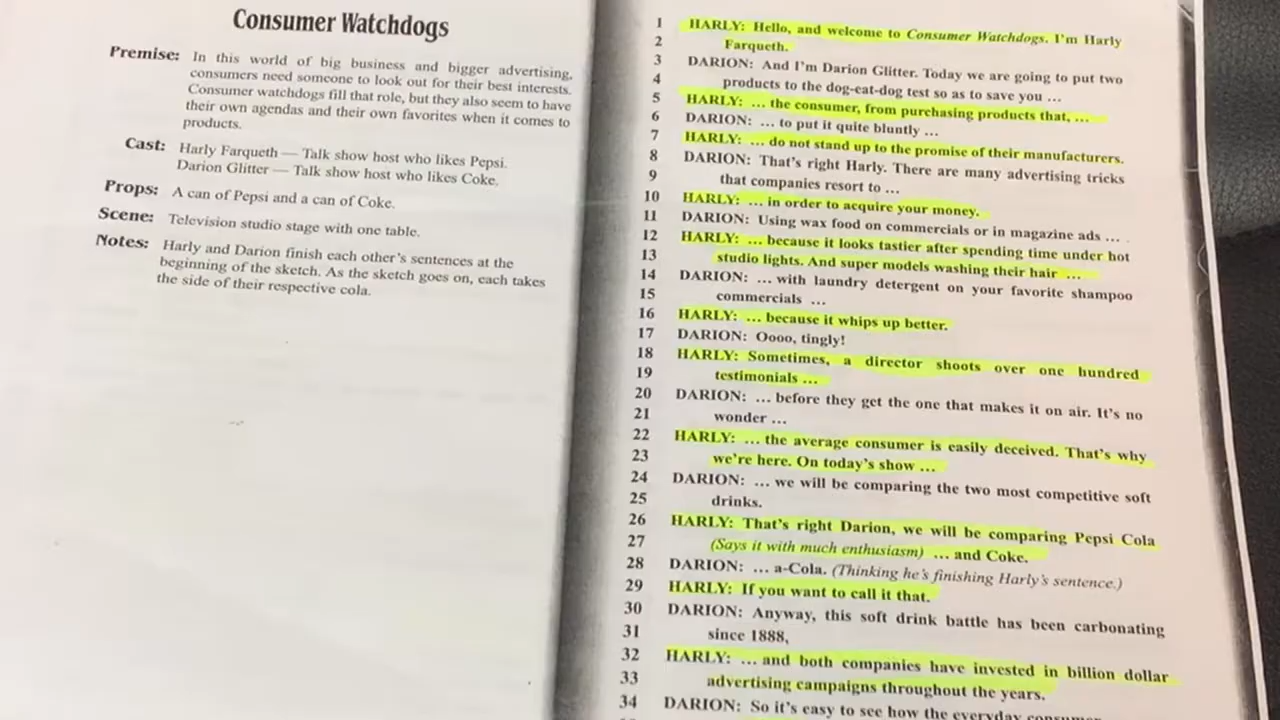 Consumer Watchdogs
Premise: In this world of big business and bigger advertising,
consumers need someone to look out for their best interests.
Consumer watchdogs fill that role, but they also seem to have
their own agendas and their own favorites when it comes to
products.
Cast: Harly Farqueth — Talk show host who likes Pepsi.
Darion Glitter — Talk show host who likes Coke.
Props: A can of Pepsi and a can of Coke.
Scene: Television studio stage with one table.
Notes: Harly and Darion finish each other's sentences at the
beginning of the sketch. As the sketch goes on, each takes
the side of their respective cola.
1 HARLY: Hello, and welcome to Consumer Watchdogs. I'm Harly
2 Farqueth.
3 DARION: And I'm Darion Glitter. Today we are going to put two
4 products to the dog-eat-dog test so as to save you ...
5 HARLY: ... the consumer, from purchasing products that, ...
6 DARION: ... to put it quite bluntly ...
7 HARLY: ... do not stand up to the promise of their manufacturers.
8 DARION: That's right Harly. There are many advertising tricks
9 that companies resort to ...
10 HARLY: ... in order to acquire your money.
11 DARION: Using wax food on commercials or in magazine ads ...
12 HARLY: ... because it looks tastier after spending time under hot
13 studio lights. And super models washing their hair ...
14 DARION: ... with laundry detergent on your favorite shampoo
15 commercials ...
16 HARLY: ... because it whips up better.
17 DARION: Oooo, tingly!
18 HARLY: Sometimes, a director shoots over one hundred
19 testimonials ...
20 DARION: ... before they get the one that makes it on air. It's no
21 wonder ...
22 HARLY: ... the average consumer is easily deceived. That's why
23 we're here. On today's show ...
24 DARION: ... we will be comparing the two most competitive soft
25 drinks.
26 HARLY: That's right Darion, we will be comparing Pepsi Cola
27 (Says it with much enthusiasm) ... and Coke.
28 DARION: ... a-Cola. (Thinking he's finishing Harly's sentence.)
29 HARLY: If you want to call it that.
30 DARION: Anyway, this soft drink battle has been carbonating
31 since 1888,
32 HARLY: ... and both companies have invested in billion dollar
33 advertising campaigns throughout the years.
34 DARION: So it's easy to see how the everyday